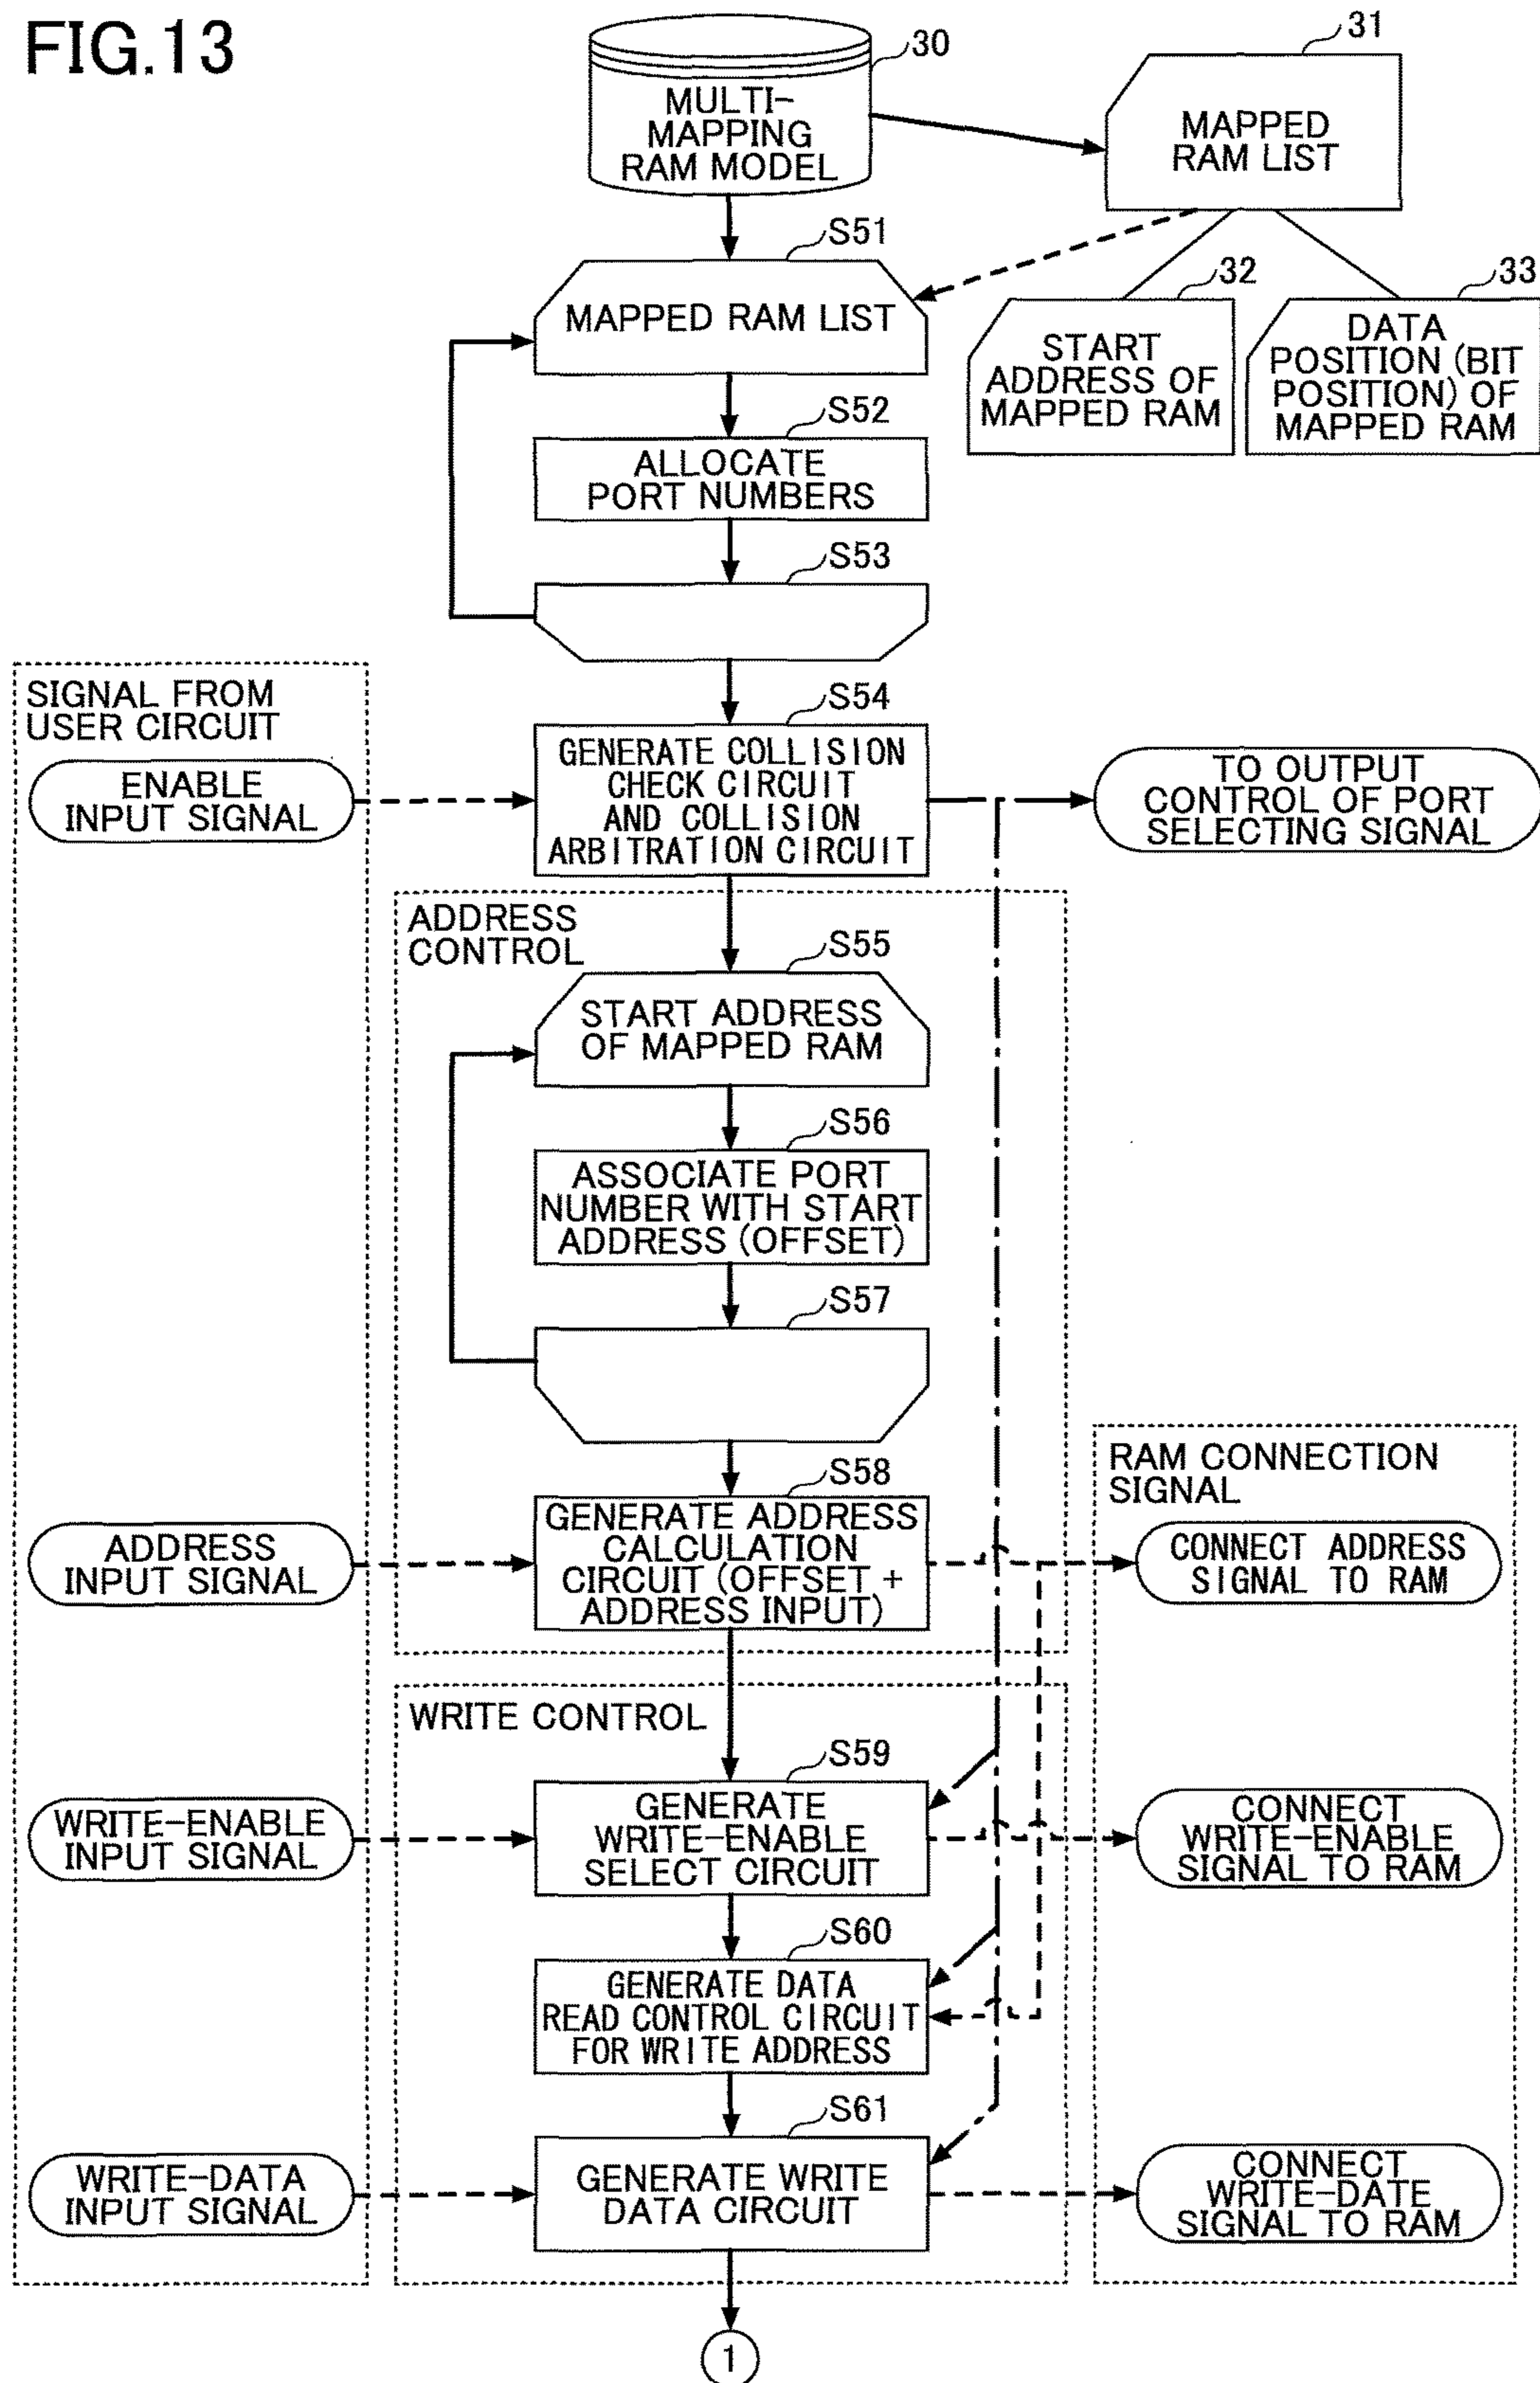 FIG.13
30
MULTI-
MAPPING
RAM MODEL
31
MAPPED
RAM LIST
S51
MAPPED RAM LIST
32
START
ADDRESS OF
MAPPED RAM
33
DATA
POSITION (BIT
POSITION) OF
MAPPED RAM
S52
ALLOCATE
PORT NUMBERS
S53
SIGNAL FROM
USER CIRCUIT
ENABLE
INPUT SIGNAL
S54
GENERATE COLLISION
CHECK CIRCUIT
AND COLLISION
ARBITRATION CIRCUIT
TO OUTPUT
CONTROL OF PORT
SELECTING SIGNAL
ADDRESS
CONTROL
S55
START ADDRESS
OF MAPPED RAM
S56
ASSOCIATE PORT
NUMBER WITH START
ADDRESS (OFFSET)
S57
RAM CONNECTION
SIGNAL
ADDRESS
INPUT SIGNAL
S58
GENERATE ADDRESS
CALCULATION
CIRCUIT (OFFSET +
ADDRESS INPUT)
CONNECT ADDRESS
SIGNAL TO RAM
WRITE CONTROL
WRITE-ENABLE
INPUT SIGNAL
S59
GENERATE
WRITE-ENABLE
SELECT CIRCUIT
CONNECT
WRITE-ENABLE
SIGNAL TO RAM
S60
GENERATE DATA
READ CONTROL CIRCUIT
FOR WRITE ADDRESS
WRITE-DATA
INPUT SIGNAL
S61
GENERATE WRITE
DATA CIRCUIT
CONNECT
WRITE-DATE
SIGNAL TO RAM
1